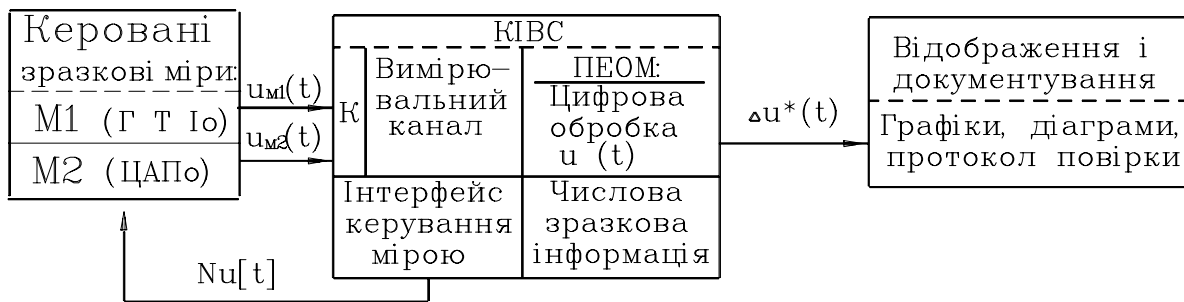 Керовані
зразкові міри:
М1 (Г Т Іо)
М2 (ЦАПо)
uм1(t)
uм2(t)
Nu[t]
КІВС
К
Вимірю–
вальний
канал
ПЕОМ:
Цифрова
обробка
u (t)
Інтерфейс
керування
мірою
Числова
зразкова
інформація
Δu*(t)
Відображення і
документування
Графіки, діаграми,
протокол повірки